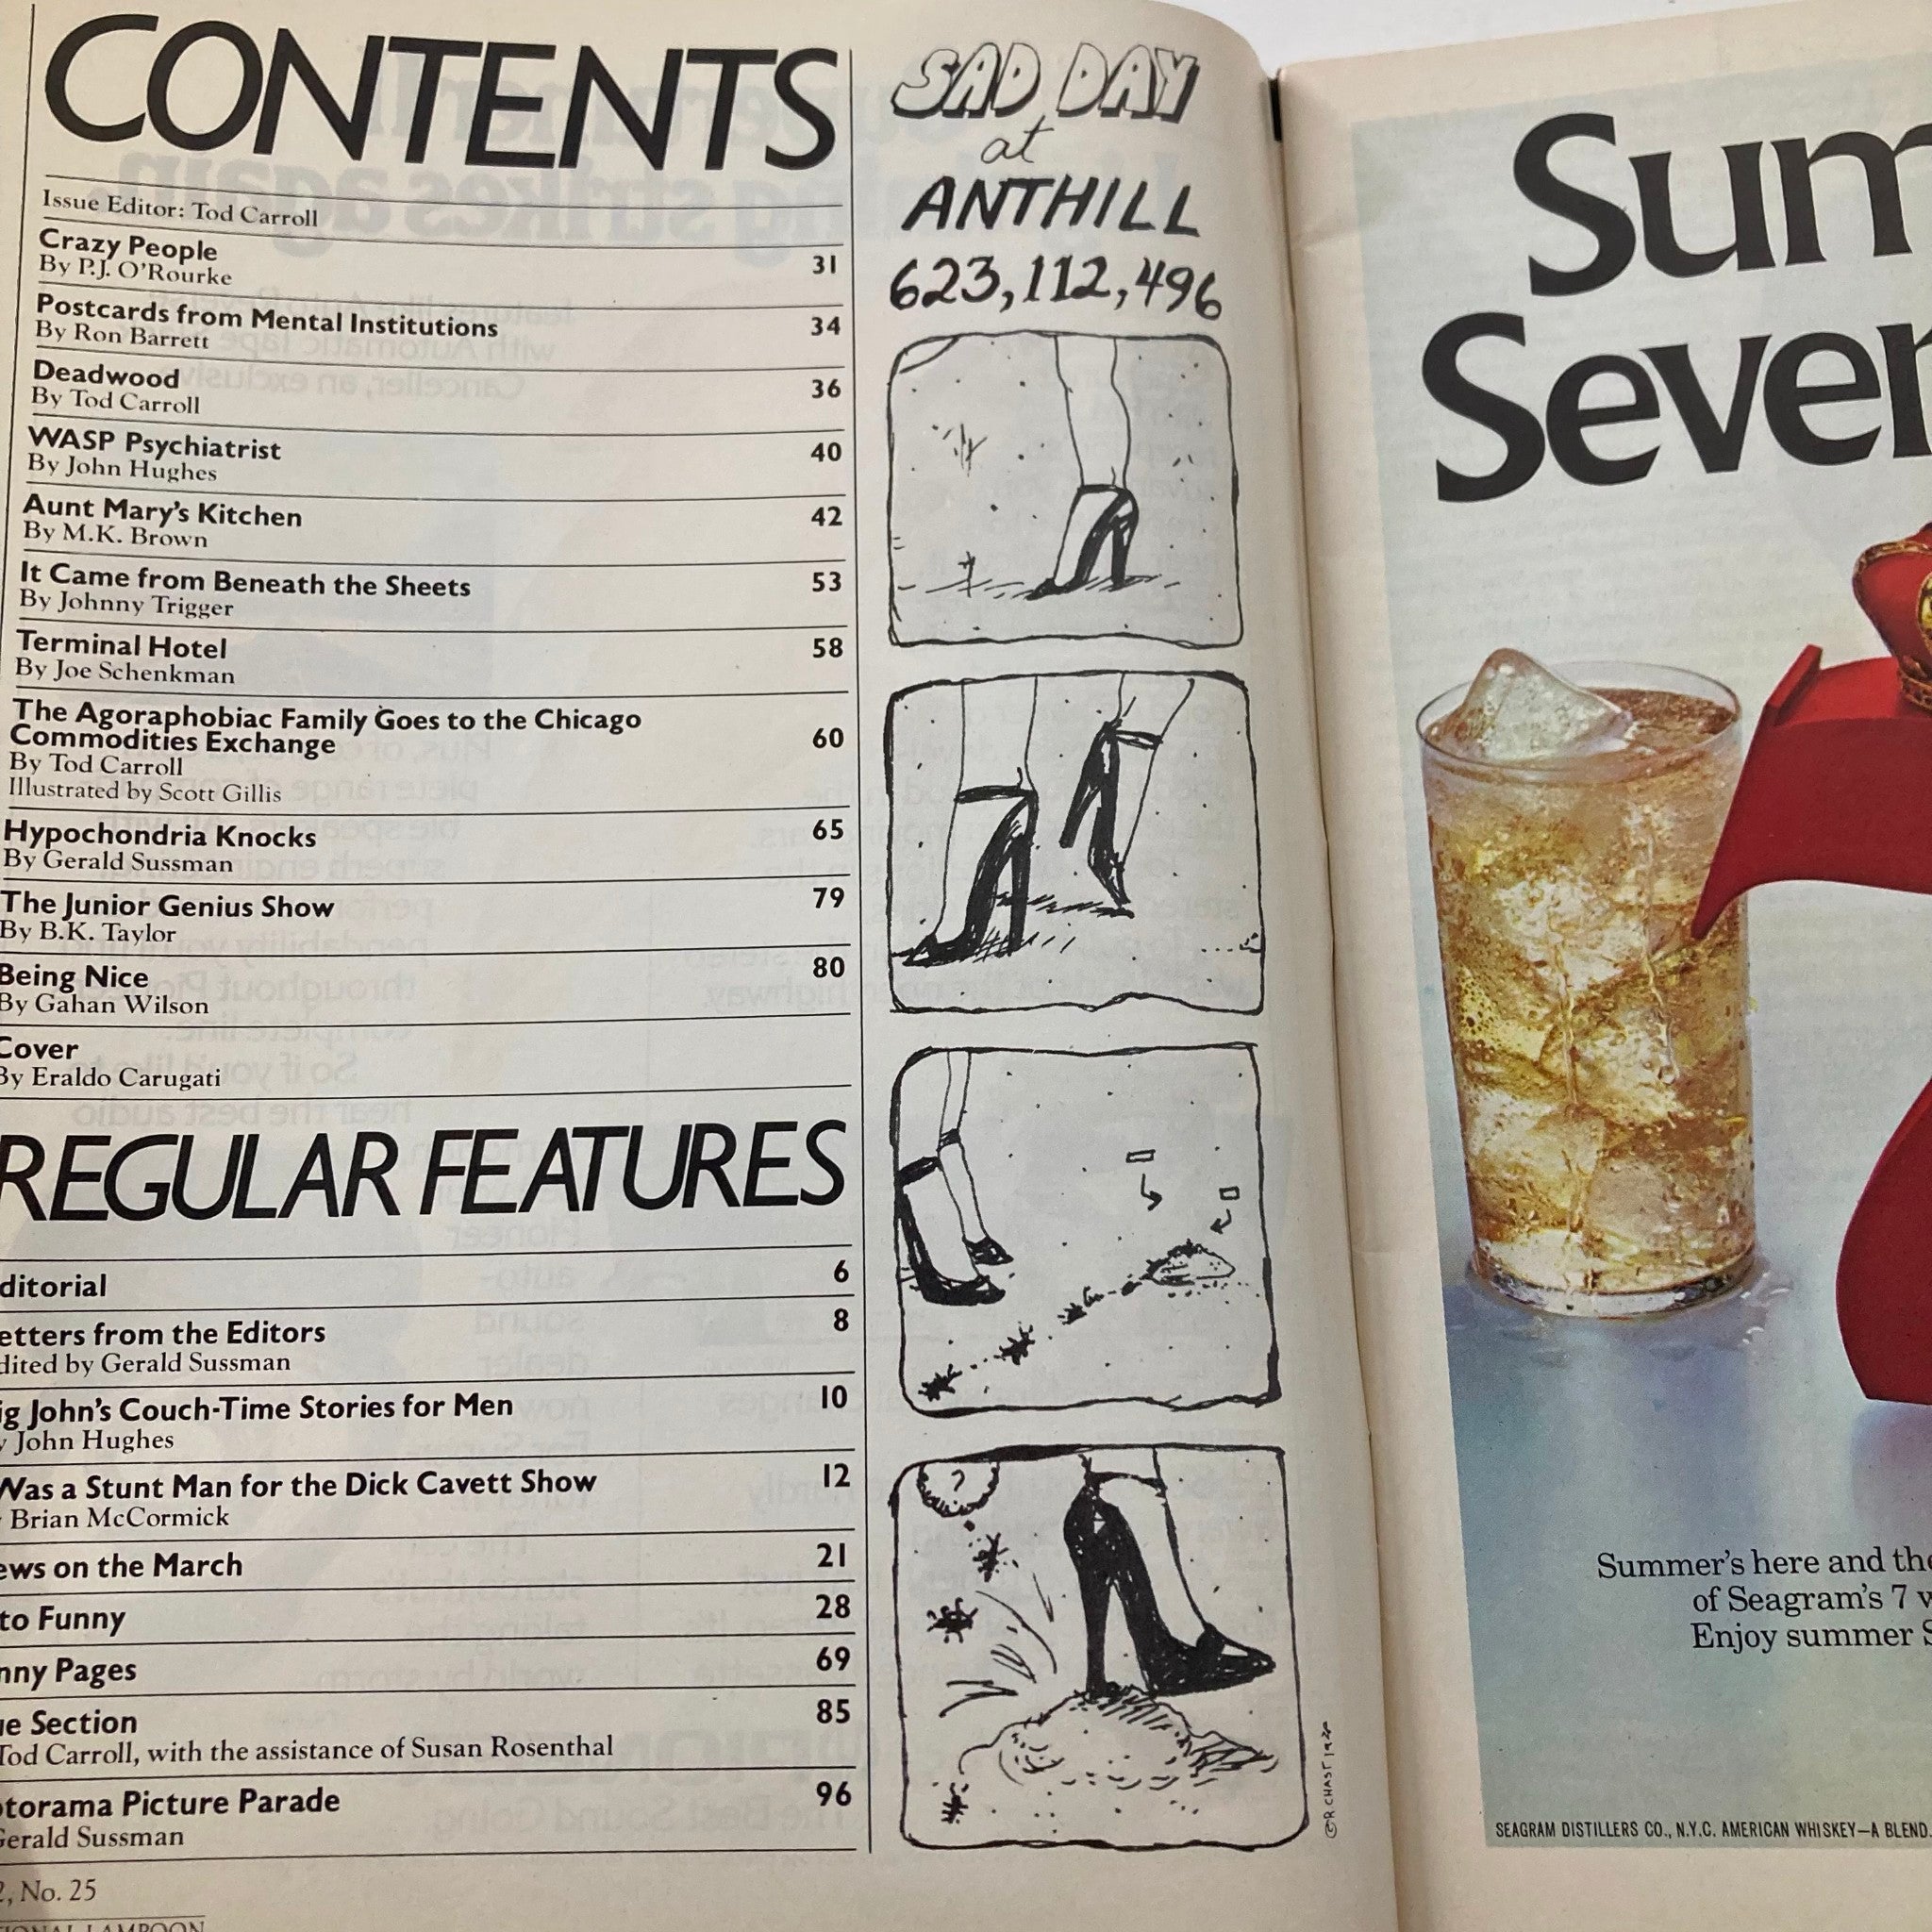 CONTENTS
Issue Editor: Tod Carroll
Crazy People
By P.J. O'Rourke 31
Postcards from Mental Institutions
By Ron Barrett 34
Deadwood
By Tod Carroll 36
WASP Psychiatrist
By John Hughes 40
Aunt Mary's Kitchen
By M.K. Brown 42
It Came from Beneath the Sheets
By Johnny Trigger 53
Terminal Hotel
By Joe Schenkman 58
The Agoraphobiac Family Goes to the Chicago
Commodities Exchange 60
By Tod Carroll
Illustrated by Scott Gillis
Hypochondria Knocks 65
By Gerald Sussman
The Junior Genius Show 79
By B.K. Taylor
Being Nice 80
By Gahan Wilson
Cover
By Eraldo Carugati
REGULAR FEATURES
ditorial 6
etters from the Editors 8
dited by Gerald Sussman
ig John's Couch-Time Stories for Men 10
y John Hughes
Was a Stunt Man for the Dick Cavett Show 12
Brian McCormick
ews on the March 21
to Funny 28
nny Pages 69
ue Section 85
Tod Carroll, with the assistance of Susan Rosenthal
otorama Picture Parade 96
Gerald Sussman
2, No. 25
IONAL LAMPOON
SAD DAY
at
ANTHILL
623,112,496
?
© R. CHAST
Sum
Seven
Summer's here and the
of Seagram's 7
Enjoy summer S
SEAGRAM DISTILLERS CO., N.Y.C. AMERICAN WHISKEY—A BLEND.